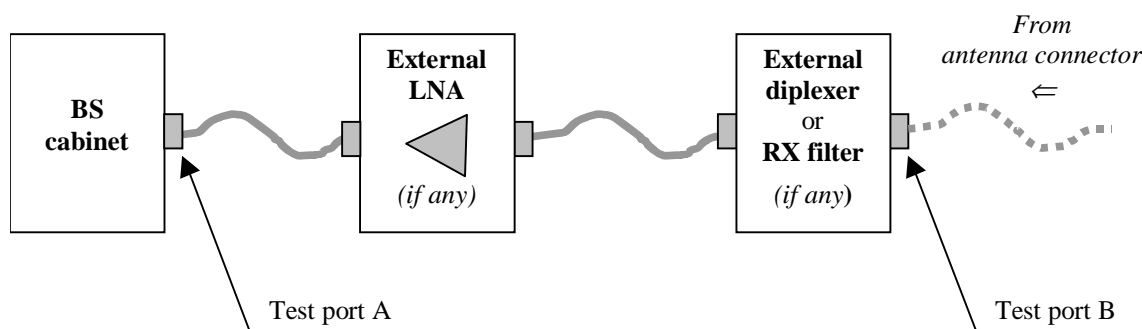 BS
cabinet
External
LNA
(if any)
External
diplexer
or
RX filter
(if any)
From
antenna connector
⇐
Test port A
Test port B